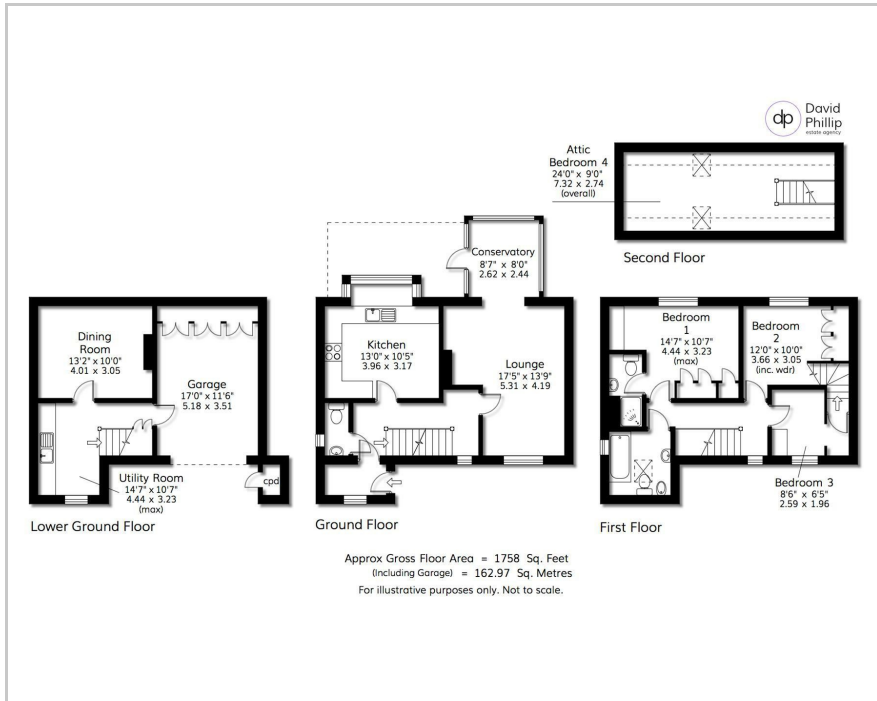 dp
David
Phillip
estate agency
Attic
Bedroom 4
24'0" x 9'0"
7.32 x 2.74
(overall)
Second Floor
Dining
Room
13'2" x 10'0"
4.01 x 3.05
Garage
17'0" x 11'6"
5.18 x 3.51
Utility Room
14'7" x 10'7"
4.44 x 3.23
(max)
cpd
Lower Ground Floor
Conservatory
8'7" x 8'0"
2.62 x 2.44
Kitchen
13'0" x 10'5"
3.96 x 3.17
Lounge
17'5" x 13'9"
5.31 x 4.19
Ground Floor
Bedroom
1
14'7" x 10'7"
4.44 x 3.23
(max)
Bedroom
2
12'0" x 10'0"
3.66 x 3.05
(inc. wdr)
Bedroom 3
8'6" x 6'5"
2.59 x 1.96
First Floor
Approx Gross Floor Area = 1758 Sq. Feet
(Including Garage) = 162.97 Sq. Metres
For illustrative purposes only. Not to scale.